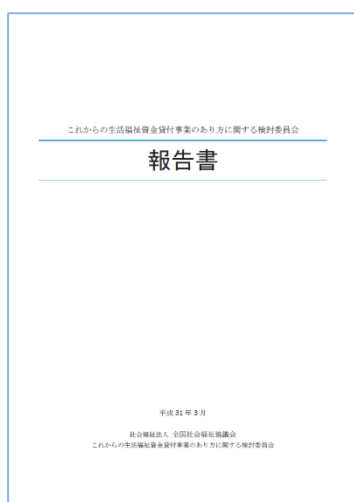 これからの生活福祉資金貸付事業のあり方に関する検討委員会
報告書
平成 31 年 3 月
社会福祉法人 全国社会福祉協議会
これからの生活福祉資金貸付事業のあり方に関する検討委員会